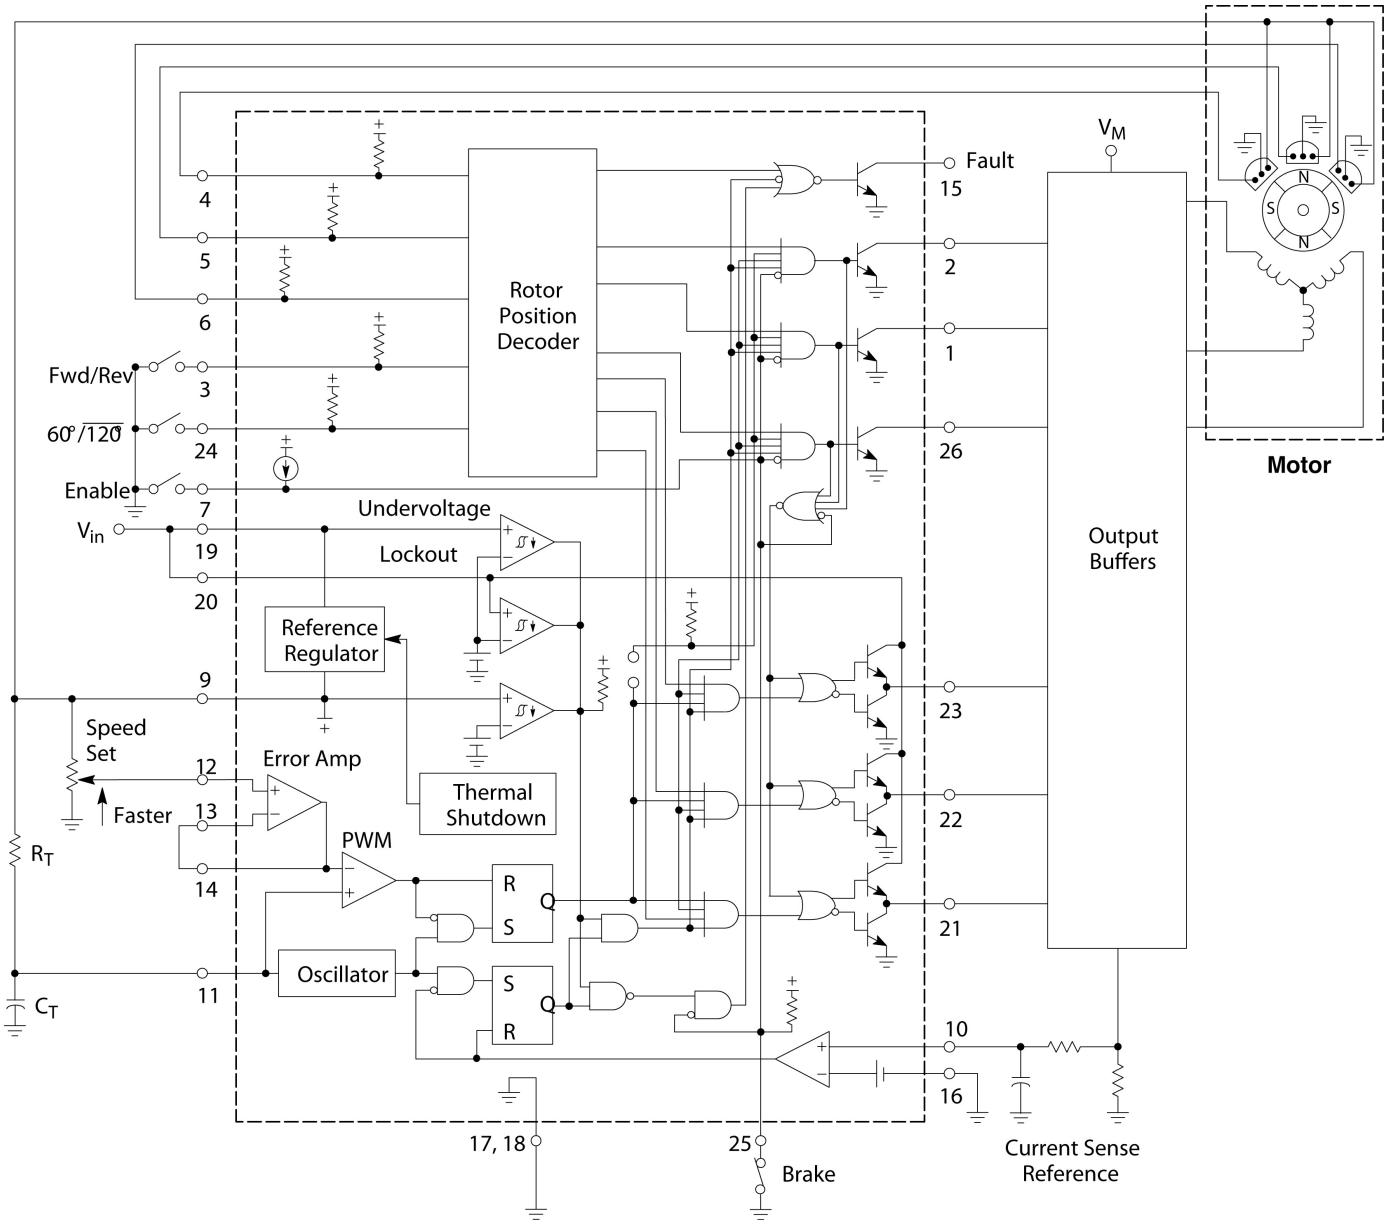 V_M
Fault
15
4
5
6
N
S
S
N
2
1
26
Rotor
Position
Decoder
Fwd/Rev
3
60°/120°
24
Enable
7
V_in
19
20
Motor
Undervoltage
Lockout
+
−
+
−
+
−
Output
Buffers
Reference
Regulator
9
Speed
Set
Faster
Error Amp
12
13
14
+
−
Thermal
Shutdown
PWM
−
+
23
22
21
R_T
R
S
Q
Oscillator
11
S
R
Q
C_T
+
−
10
16
17, 18
25
Brake
Current Sense
Reference
+
+
+
+
+
+
+
+
+
+